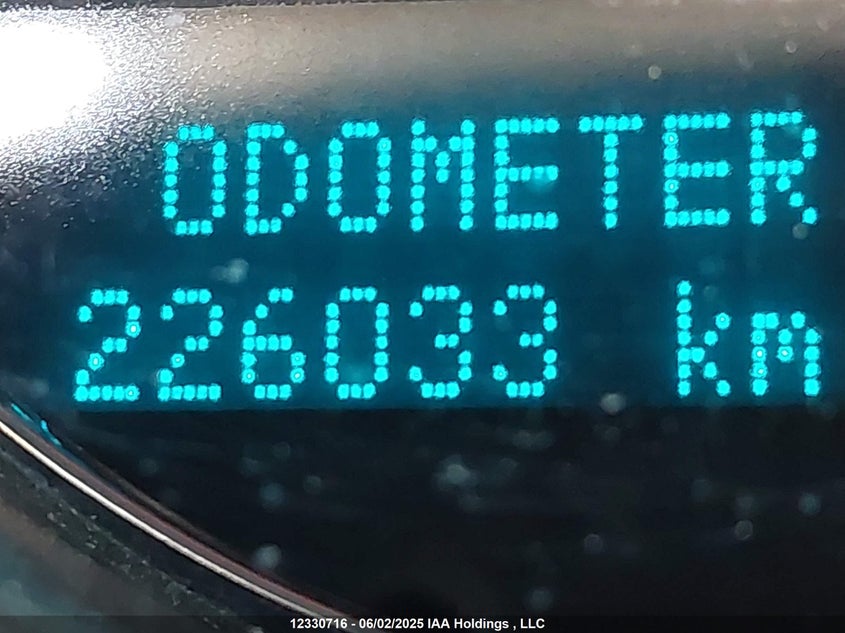 ODOMETER
226033 km
12330716 - 06/02/2025 IAA Holdings , LLC